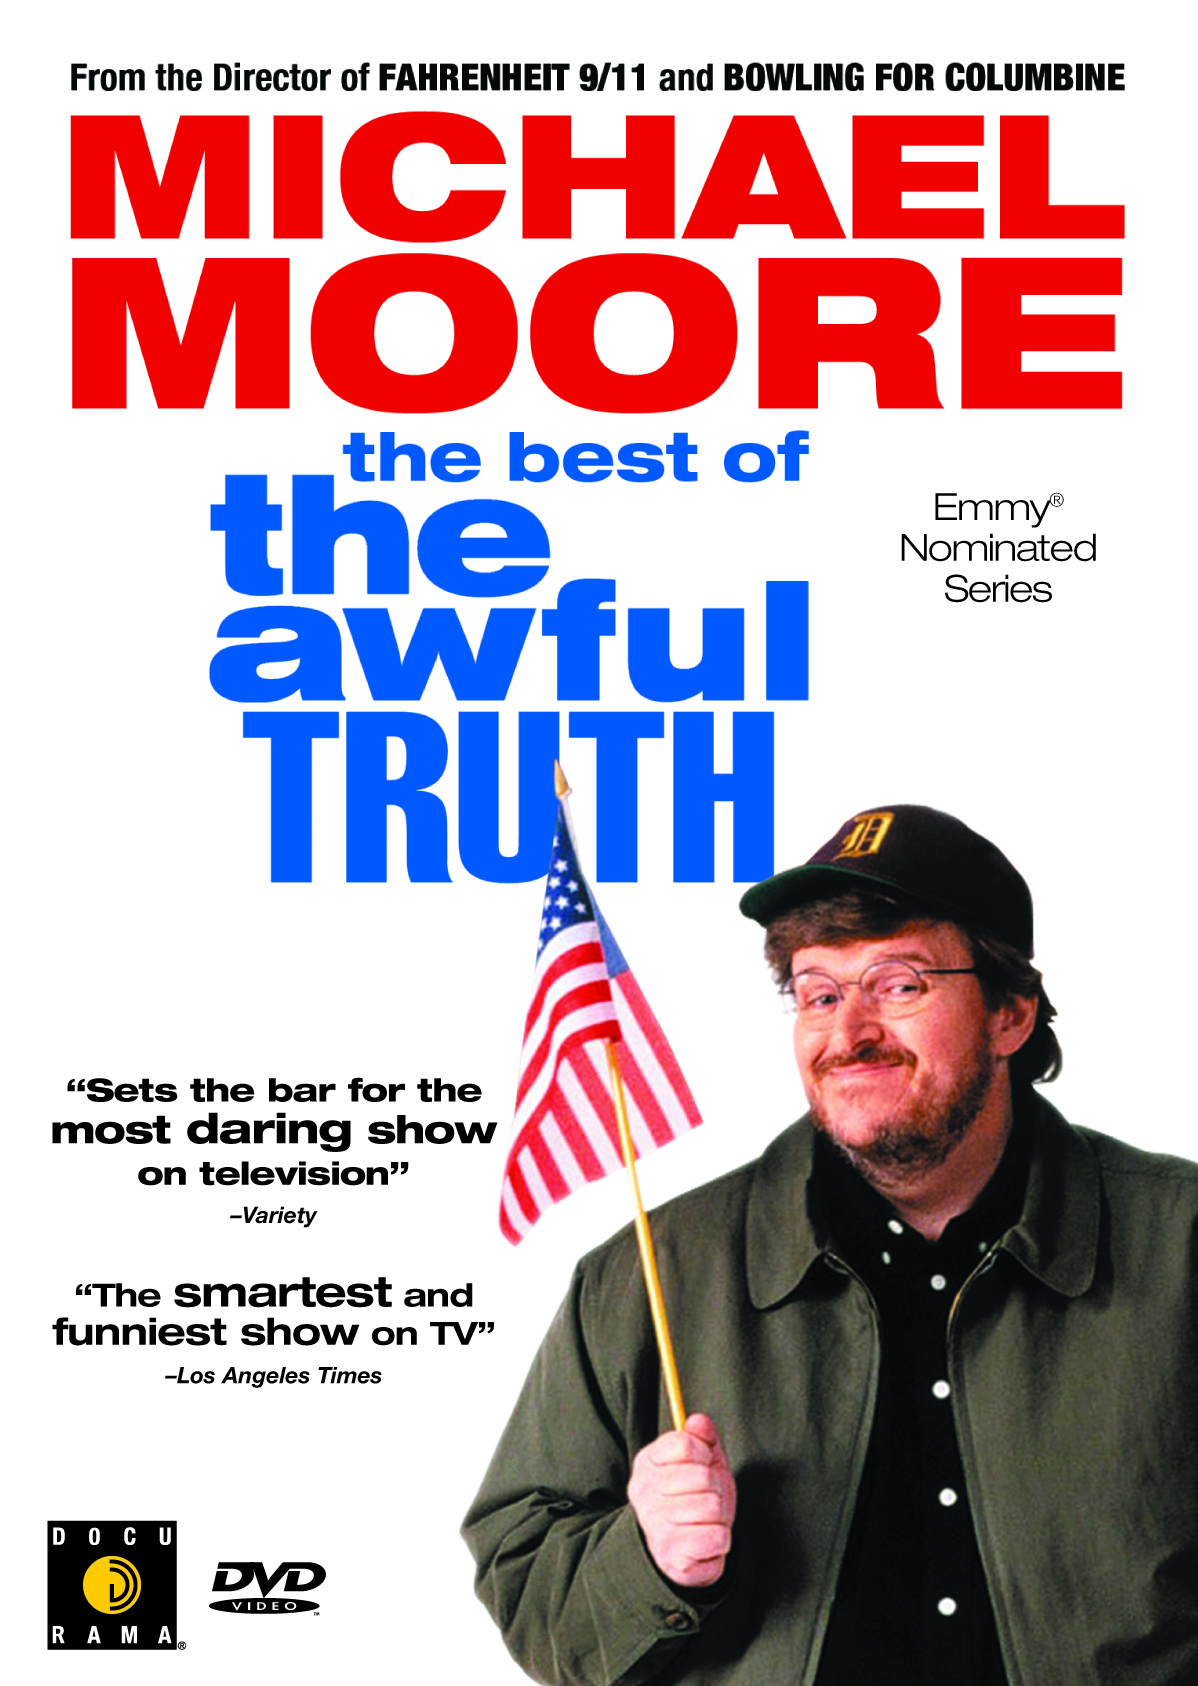 From the Director of FAHRENHEIT 9/11 and BOWLING FOR COLUMBINE
MICHAEL
MOORE
the best of
the
awful
TRUTH
Emmy®
Nominated
Series
D
“Sets the bar for the
most daring show
on television”
–Variety
“The smartest and
funniest show on TV”
–Los Angeles Times
DOCU
RAMA®
DVD
VIDEO™